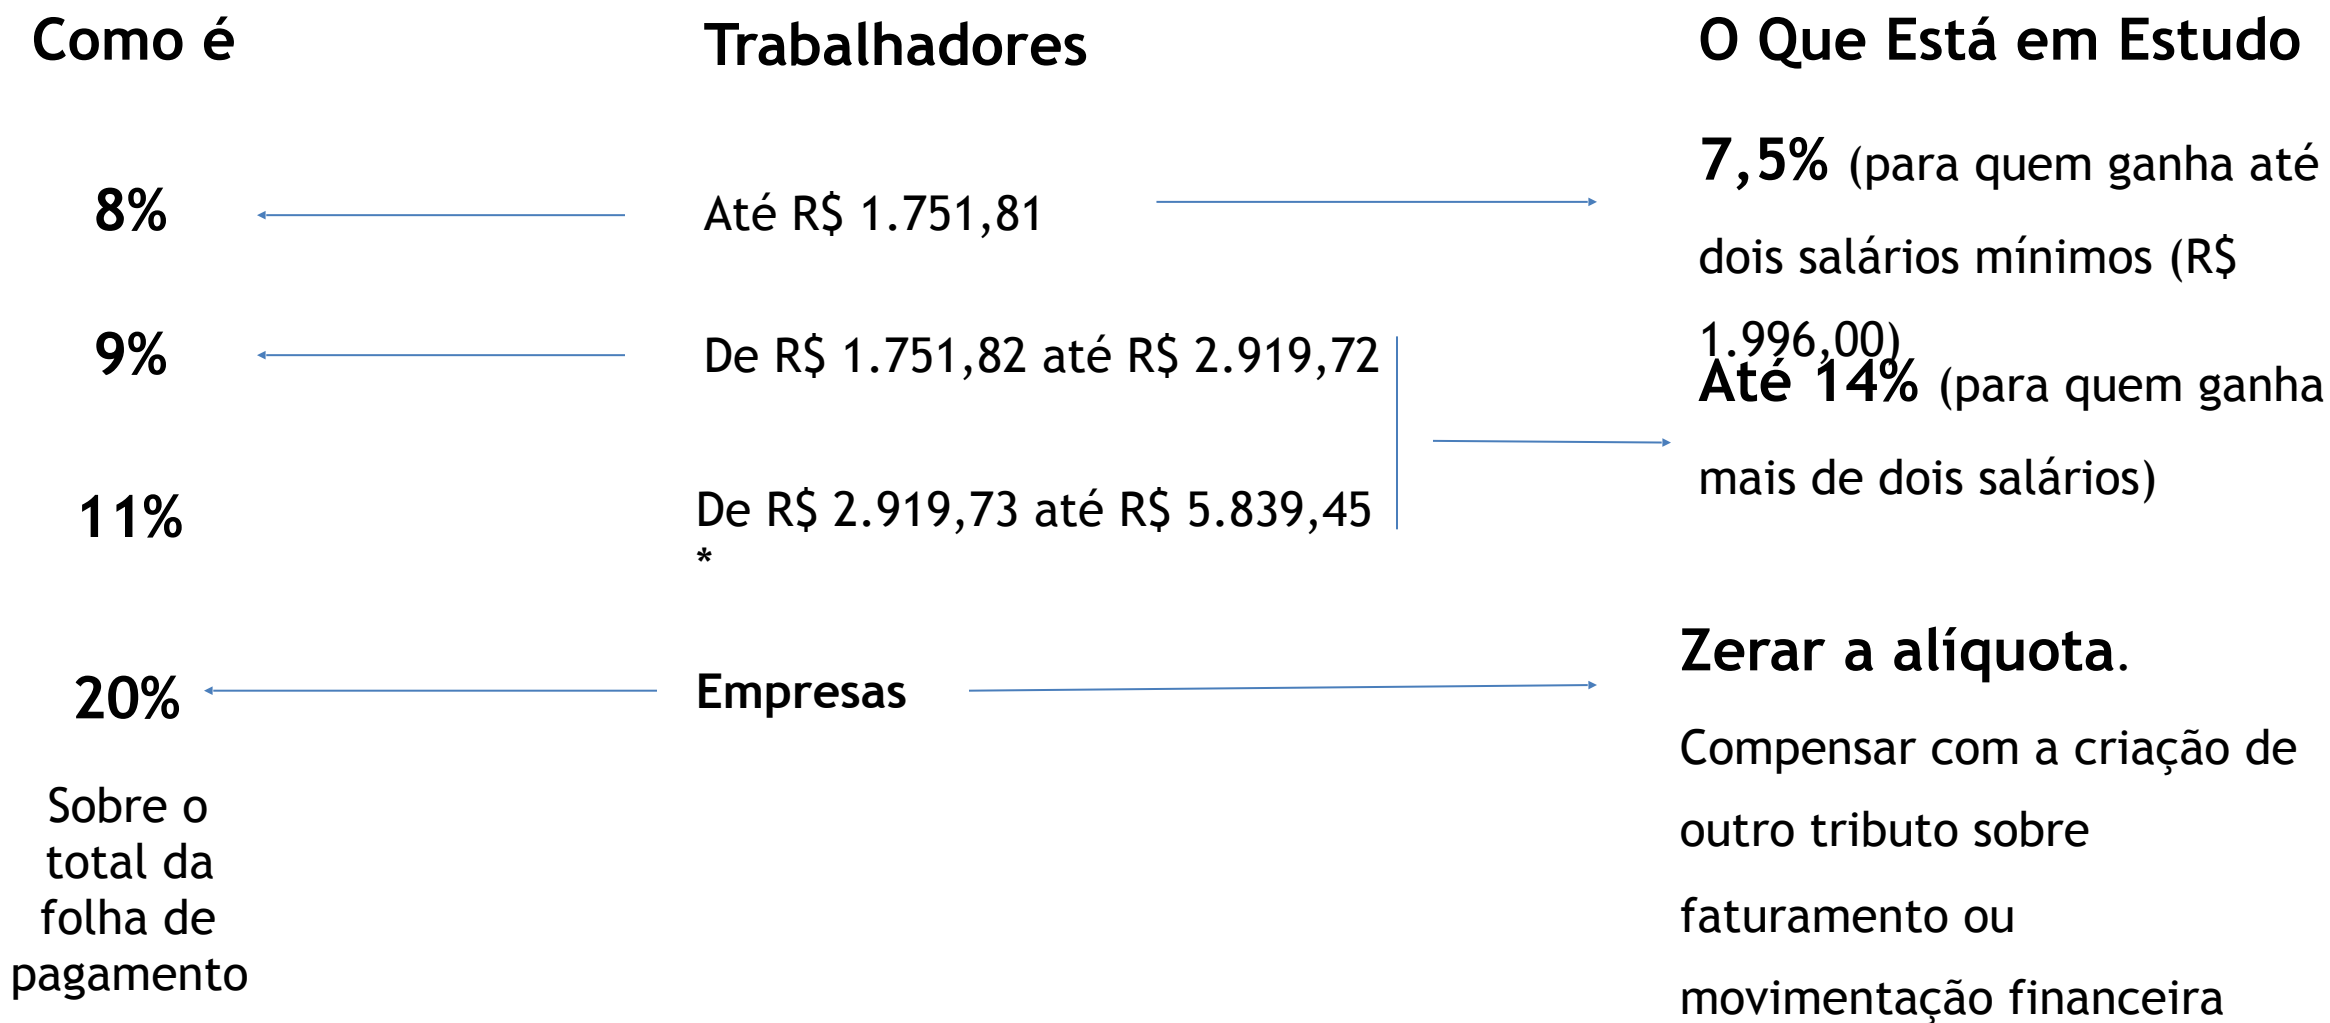 Como é
Trabalhadores
O Que Está em Estudo
8%
Até R$ 1.751,81
7,5% (para quem ganha até
dois salários mínimos (R$
1.996,00)
9%
De R$ 1.751,82 até R$ 2.919,72
Até 14% (para quem ganha
mais de dois salários)
11%
De R$ 2.919,73 até R$ 5.839,45
*
20%
Sobre o
total da
folha de
pagamento
Empresas
Zerar a alíquota.
Compensar com a criação de
outro tributo sobre
faturamento ou
movimentação financeira